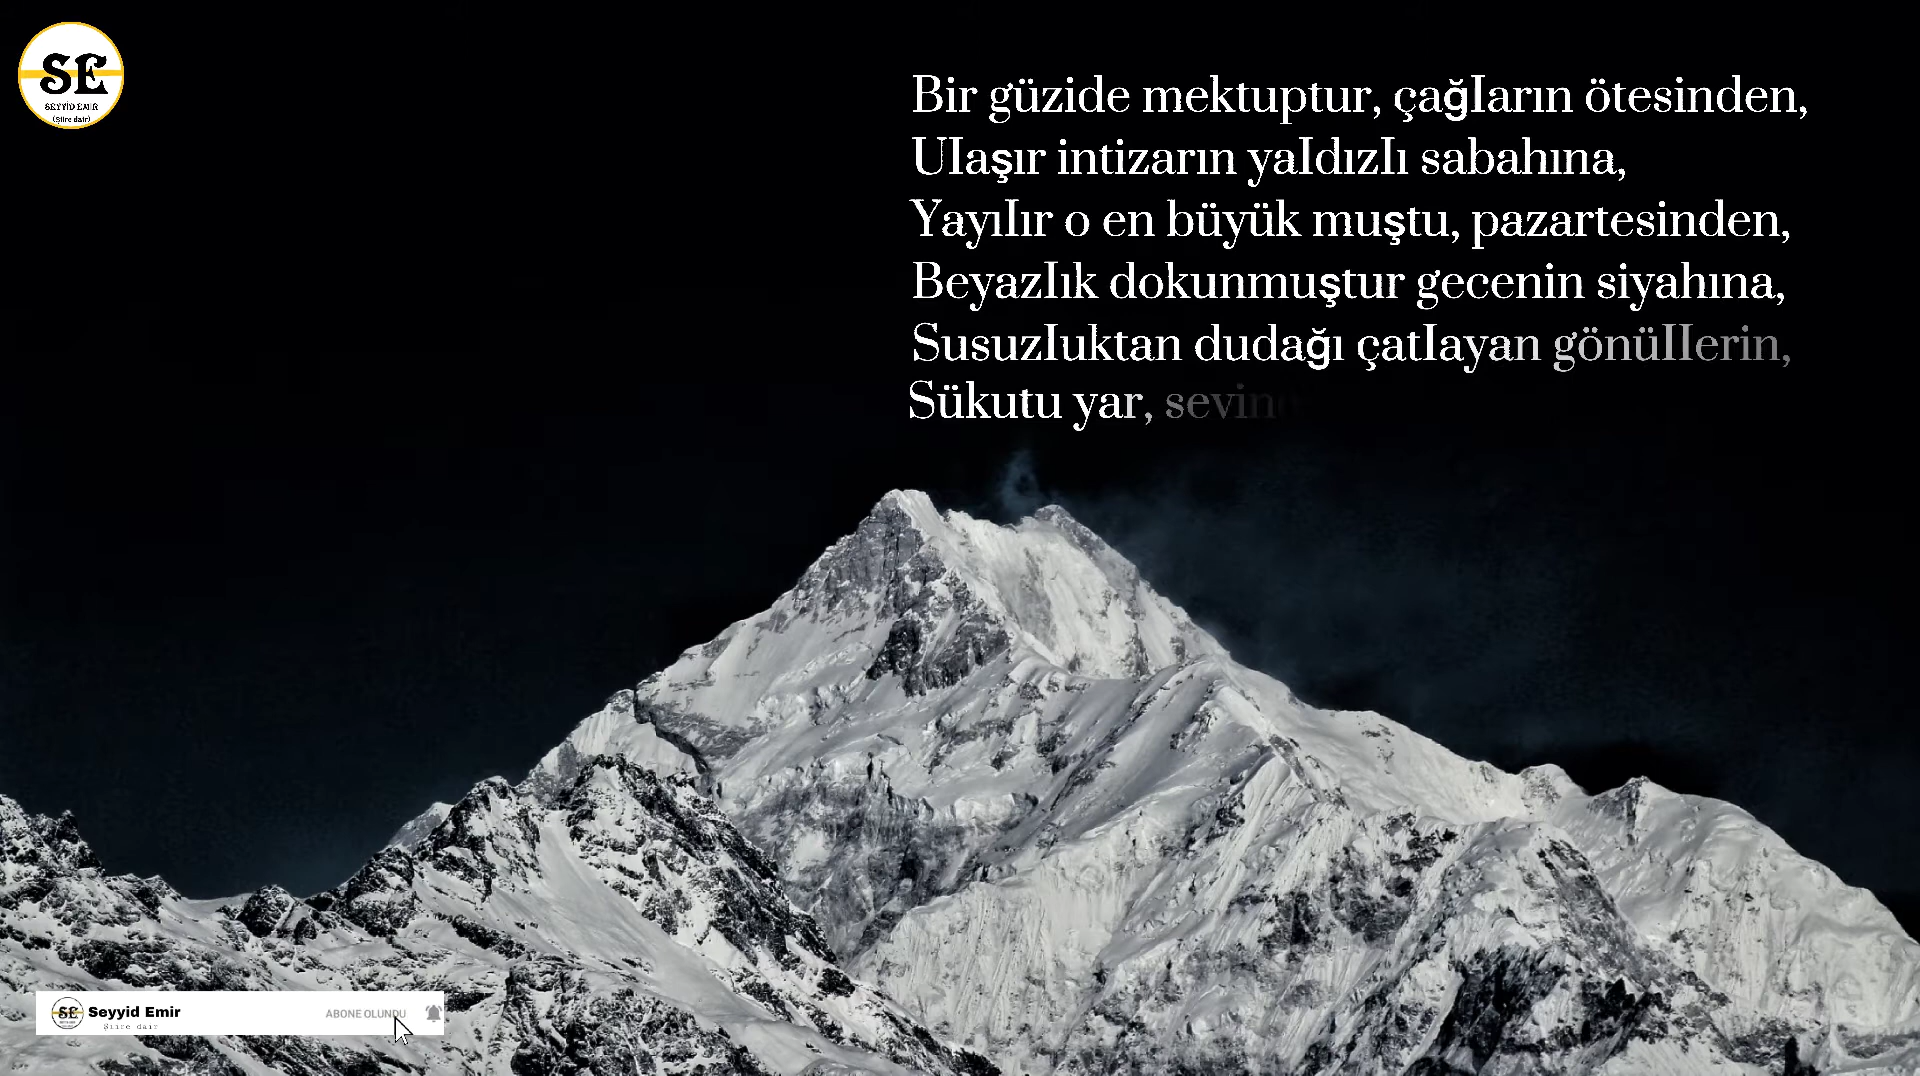 SE
SEYYİD EMİR
(Şiire dair)
Bir güzide mektuptur, çağların ötesinden,
Ulaşır intizarın yaldızlı sabahına,
Yayılır o en büyük muştu, pazartesinden,
Beyazlık dokunmuştur gecenin siyahına,
Susuzluktan dudağı çatlayan gönüllerin,
Sükutu yar, sevin
SE
Seyyid Emir
Şiire dair
ABONE OLUNDU